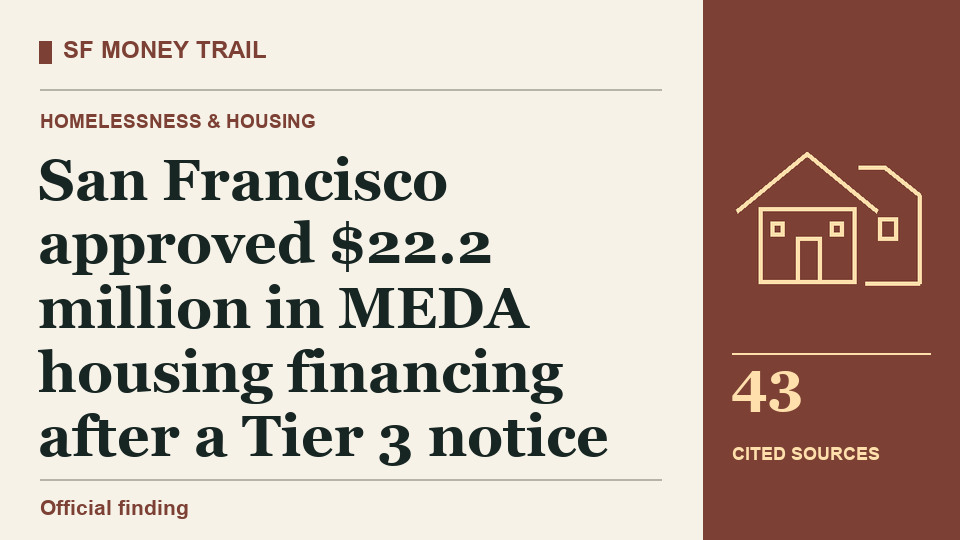 SF MONEY TRAIL
HOMELESSNESS & HOUSING
San Francisco
approved $22.2
million in MEDA
housing financing
after a Tier 3 notice
Official finding
43
CITED SOURCES